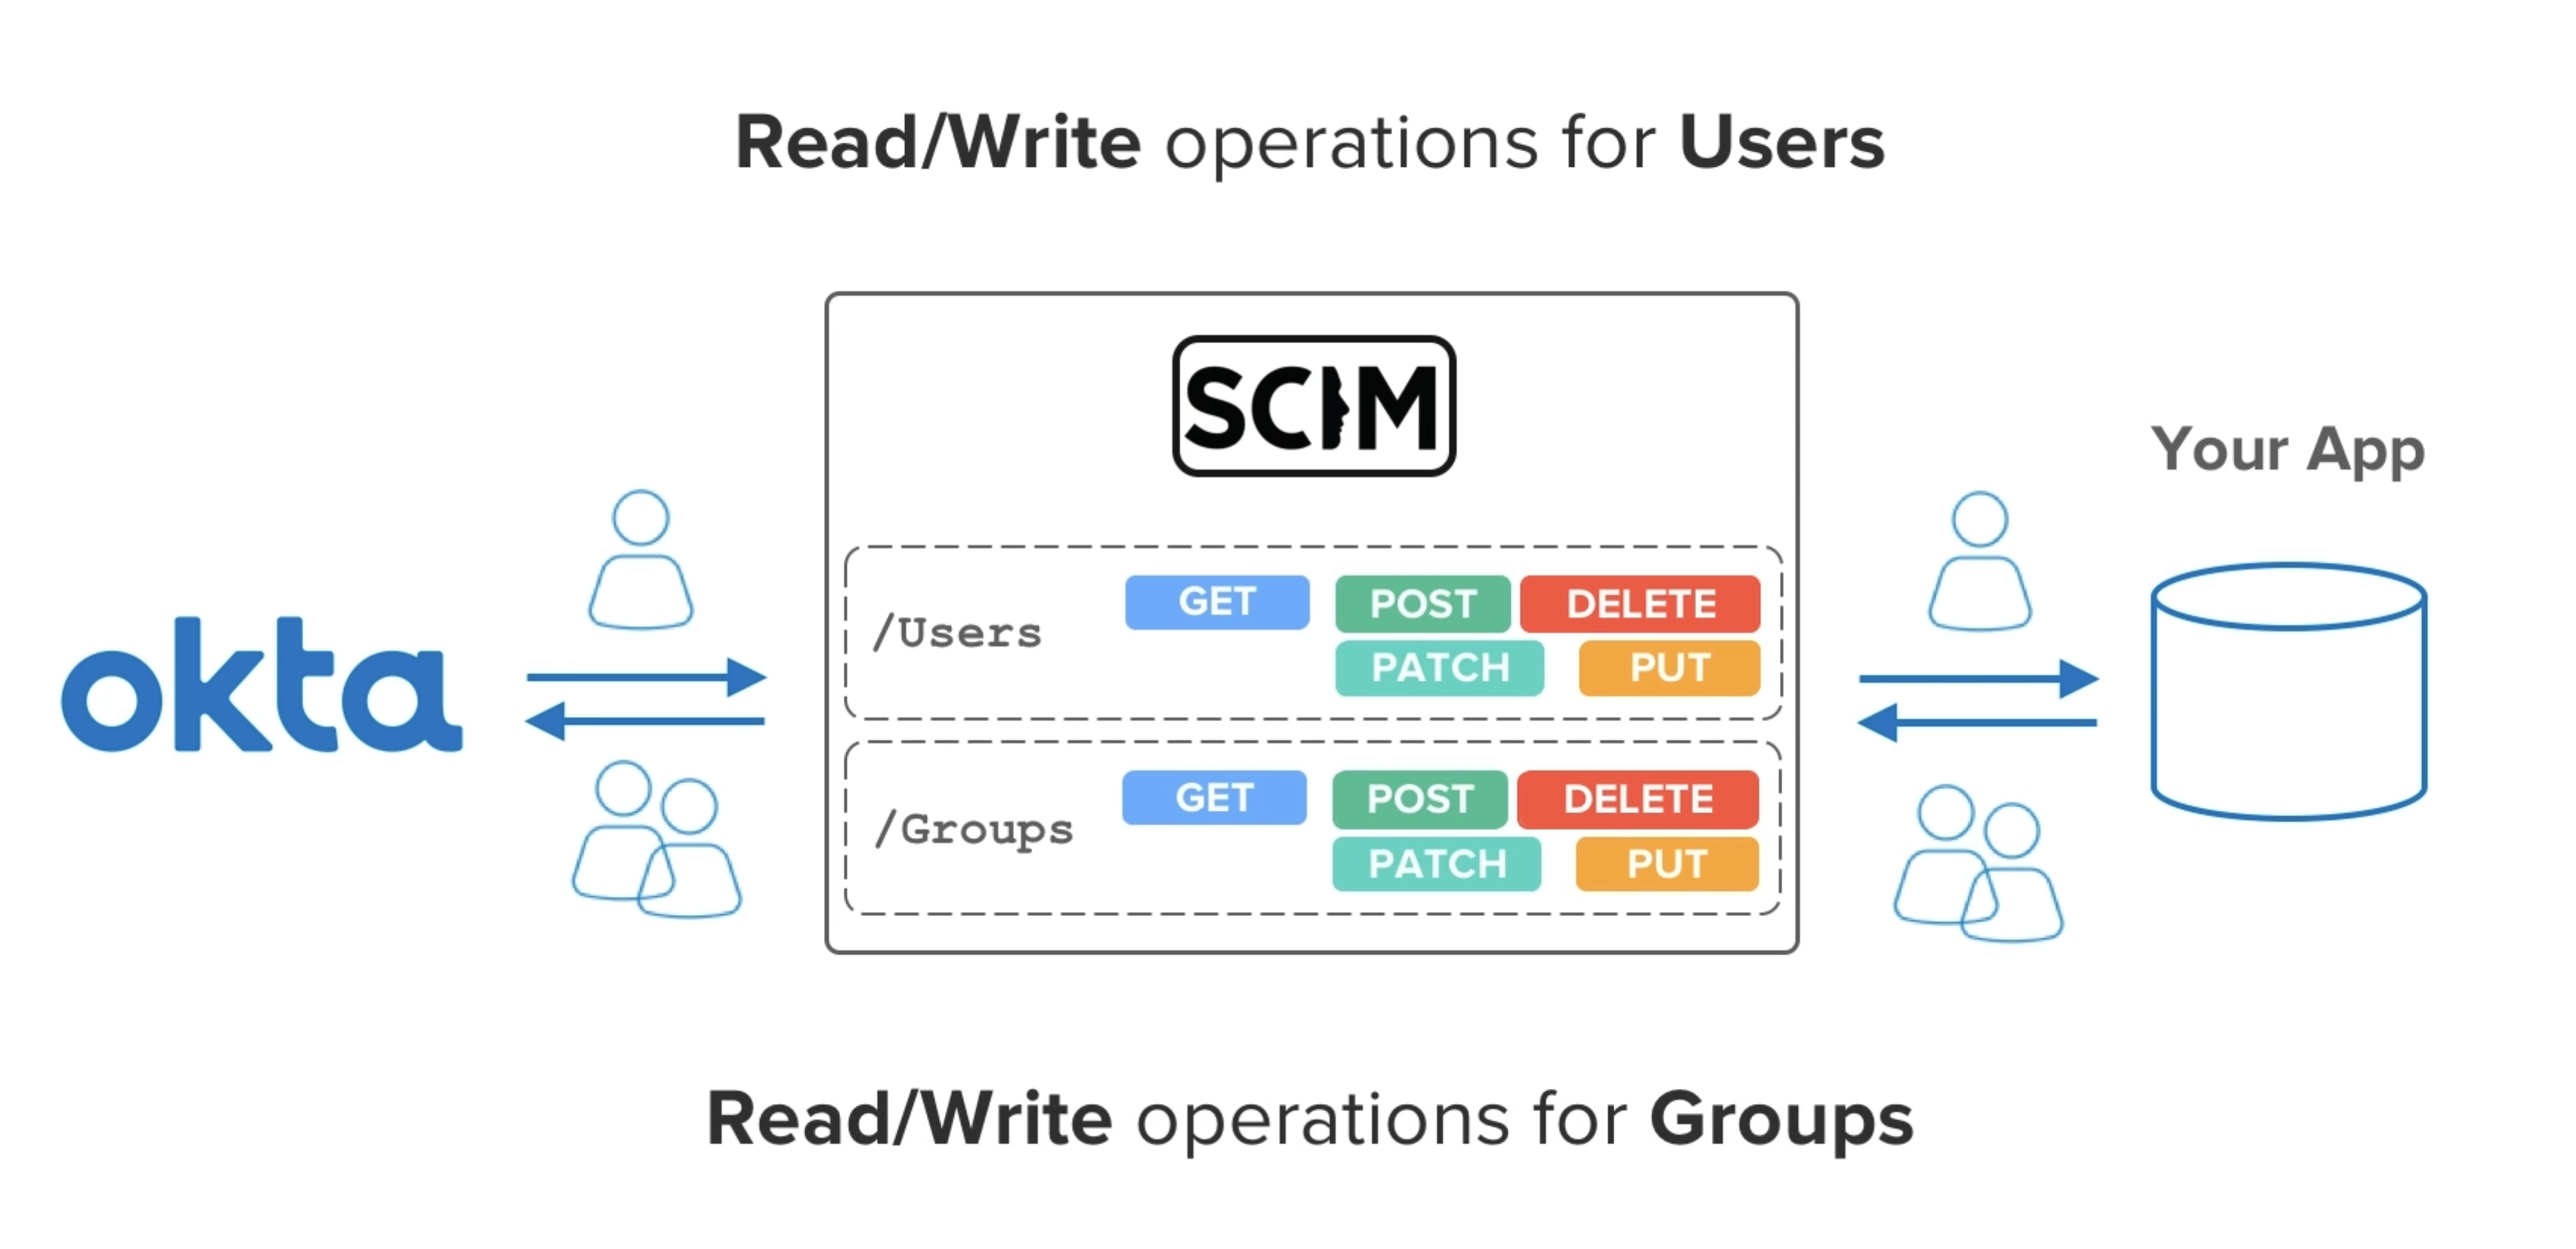 Read/Write operations for Users
SCIM
Your App
okta
/Users
GET
POST
DELETE
PATCH
PUT
/Groups
GET
POST
DELETE
PATCH
PUT
Read/Write operations for Groups